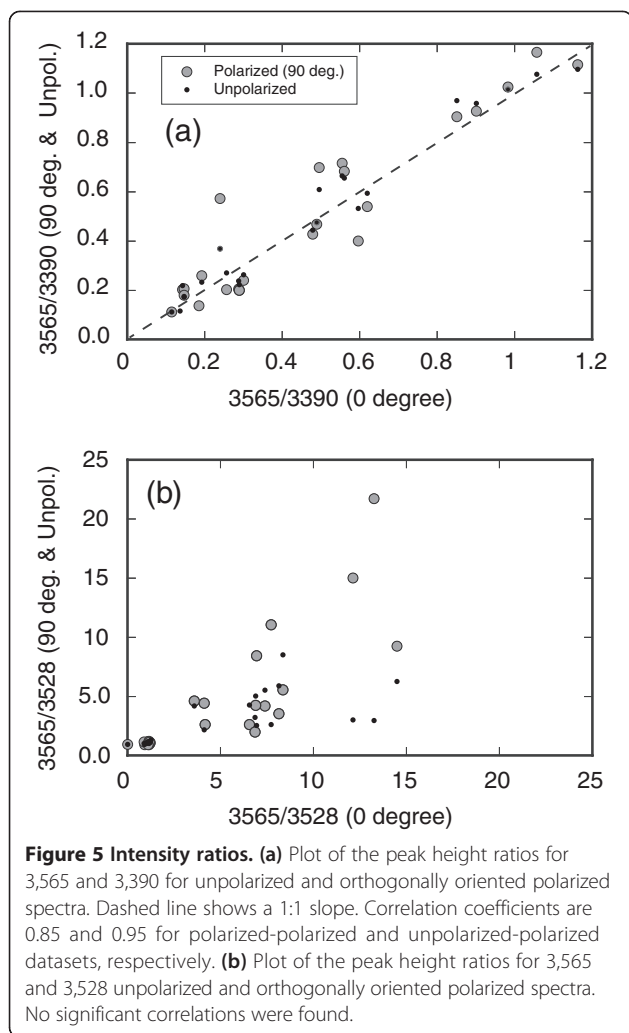 1.2
1.0
0.8
0.6
0.4
0.2
0.0
3565/3390 (90 deg. & Unpol.)
Polarized (90 deg.)
Unpolarized
(a)
0 0.2 0.4 0.6 0.8 1 1.2
3565/3390 (0 degree)
25
20
15
10
5.0
0.0
3565/3528 (90 deg. & Unpol.)
(b)
0 5 10 15 20 25
3565/3528 (0 degree)
Figure 5 Intensity ratios. (a) Plot of the peak height ratios for
3,565 and 3,390 for unpolarized and orthogonally oriented polarized
spectra. Dashed line shows a 1:1 slope. Correlation coefficients are
0.85 and 0.95 for polarized-polarized and unpolarized-polarized
datasets, respectively. (b) Plot of the peak height ratios for 3,565
and 3,528 unpolarized and orthogonally oriented polarized spectra.
No significant correlations were found.